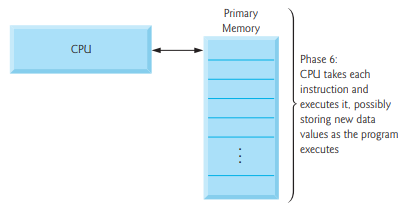 Primary
Memory
CPU
Phase 6:
CPU takes each
instruction and
executes it, possibly
storing new data
values as the program
executes